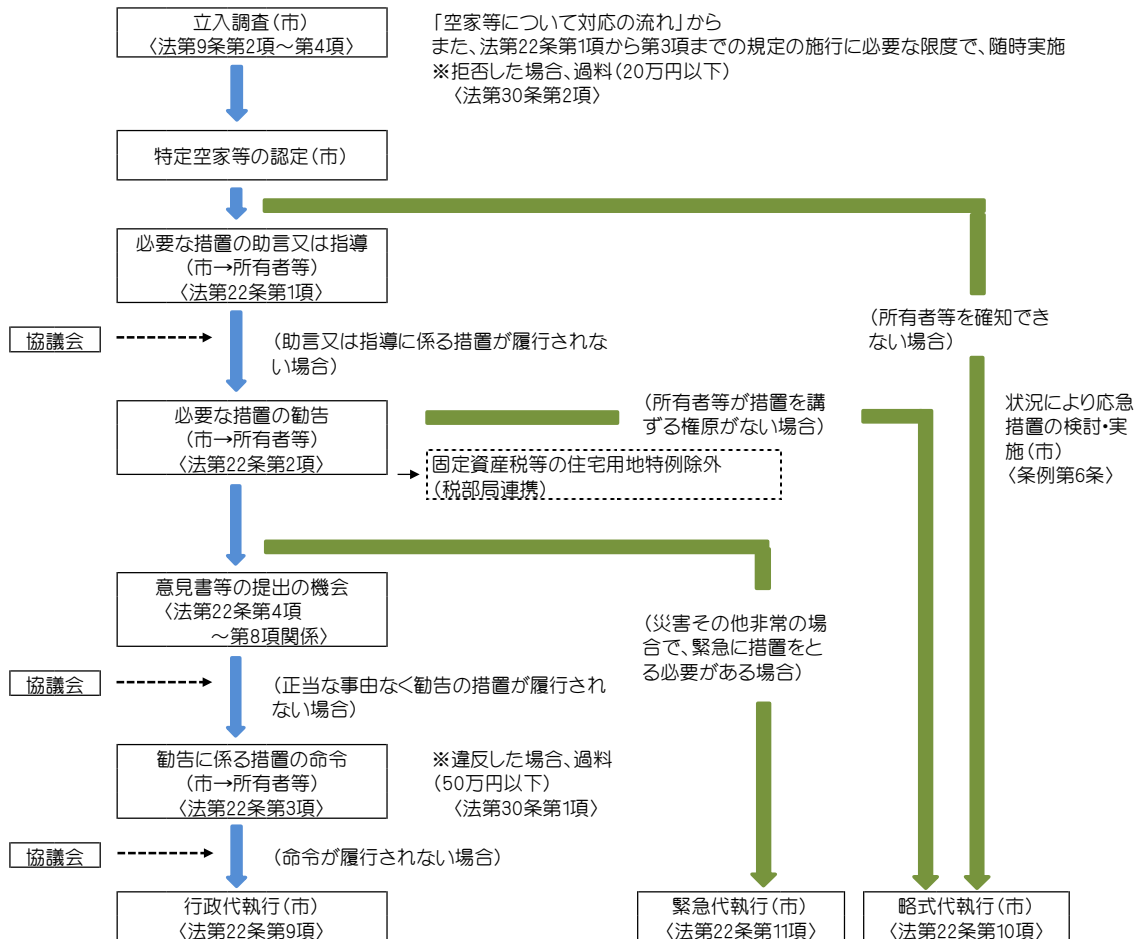 立入調査（市）
〈法第9条第2項～第4項〉
「空家等について対応の流れ」から
また、法第22条第1項から第3項までの規定の施行に必要な限度で、随時実施
※拒否した場合、過料（20万円以下）
〈法第30条第2項〉
特定空家等の認定（市）
必要な措置の助言又は指導
（市→所有者等）
〈法第22条第1項〉
協議会
（助言又は指導に係る措置が履行されな
い場合）
（所有者等を確知でき
ない場合）
必要な措置の勧告
（市→所有者等）
〈法第22条第2項〉
（所有者等が措置を講
ずる権原がない場合）
状況により応急
措置の検討・実
施（市）
〈条例第6条〉
固定資産税等の住宅用地特例除外
（税部局連携）
意見書等の提出の機会
〈法第22条第4項
～第8項関係〉
（災害その他非常の場
合で、緊急に措置をと
る必要がある場合）
協議会
（正当な事由なく勧告の措置が履行され
ない場合）
勧告に係る措置の命令
（市→所有者等）
〈法第22条第3項〉
※違反した場合、過料
（50万円以下）
〈法第30条第1項〉
協議会
（命令が履行されない場合）
行政代執行（市）
〈法第22条第9項〉
緊急代執行（市）
〈法第22条第11項〉
略式代執行（市）
〈法第22条第10項〉